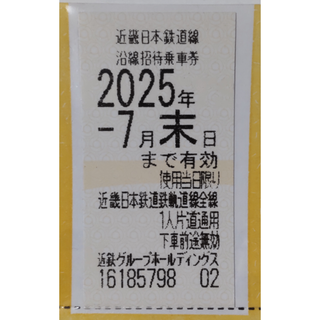 近畿日本鉄道線
沿線招待乗車券
2025年
-7月末日
まで有効
使用当日限り
近畿日本鉄道鉄軌道線全線
1人片道通用
下車前途無効
近鉄グループホールディングス
16185798 02